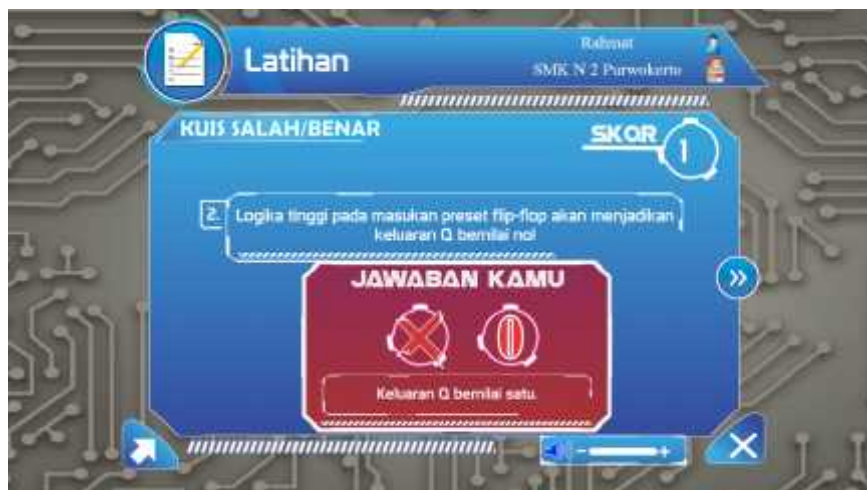 Latihan
Rahmat
SMK N 2 Purwokerto
KUIS SALAH/BENAR
SKOR
1
2.
Logika tinggi pada masukan preset flip-flop akan menjadikan
keluaran Q bernilai nol
JAWABAN KAMU
0
Keluaran Q bernilai satu.